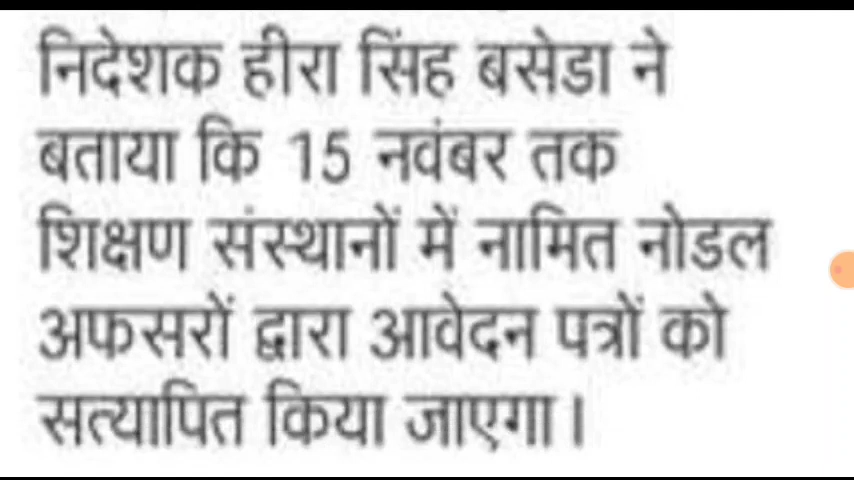 निदेशक हीरा सिंह बसेडा ने
बताया कि 15 नवंबर तक
शिक्षण संस्थानों में नामित नोडल
अफसरों द्वारा आवेदन पत्रों को
सत्यापित किया जाएगा।